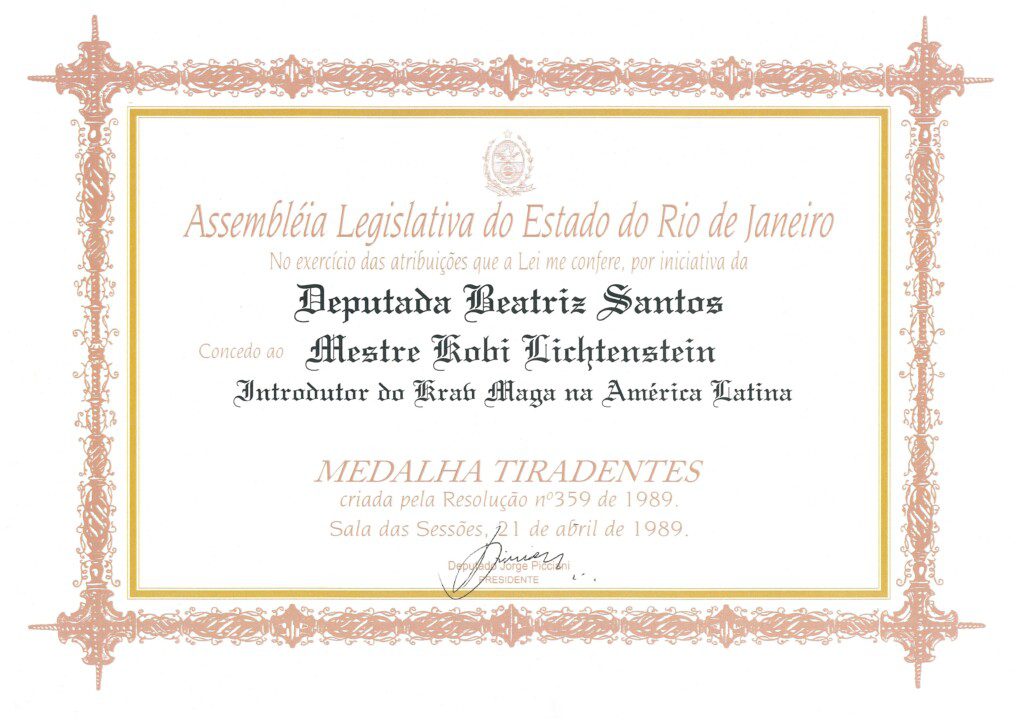 Assembléia Legislativa do Estado do Rio de Janeiro
No exercício das atribuições que a Lei me confere, por iniciativa da
Deputada Beatriz Santos
Concedo ao Mestre Kobi Lichtenstein
Introdutor do Krav Maga na América Latina
MEDALHA TIRADENTES
criada pela Resolução nº359 de 1989.
Sala das Sessões, 21 de abril de 1989.
Deputado Jorge Picciani
PRESIDENTE